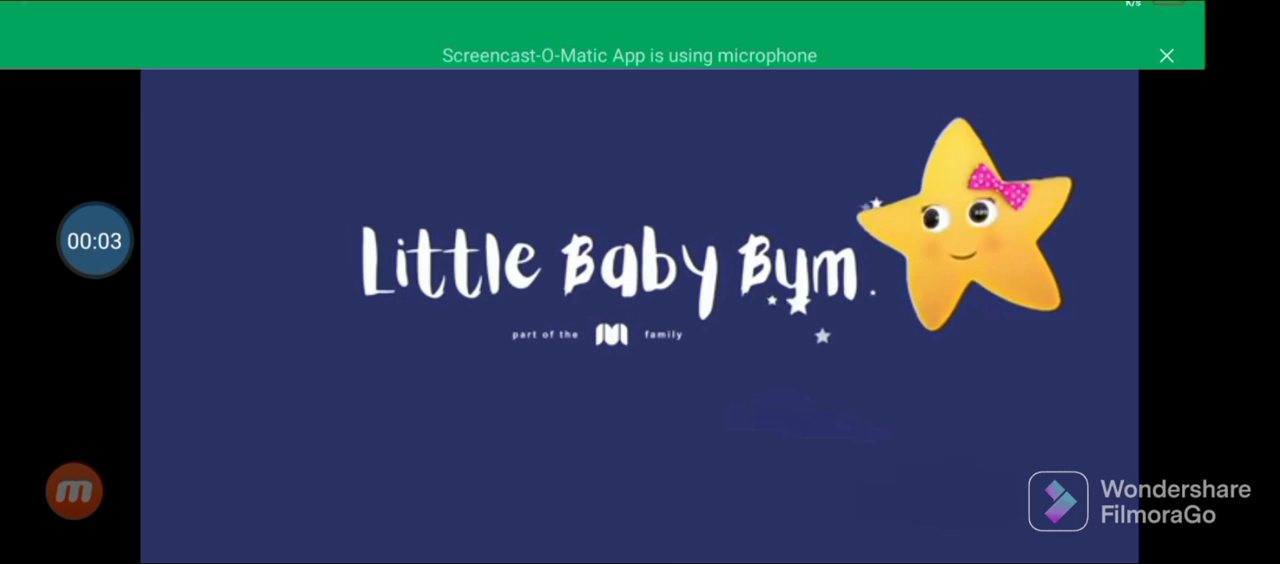 K/s
Screencast-O-Matic App is using microphone
00:03
Little Baby Bum.
part of the family
Wondershare
FilmoraGo